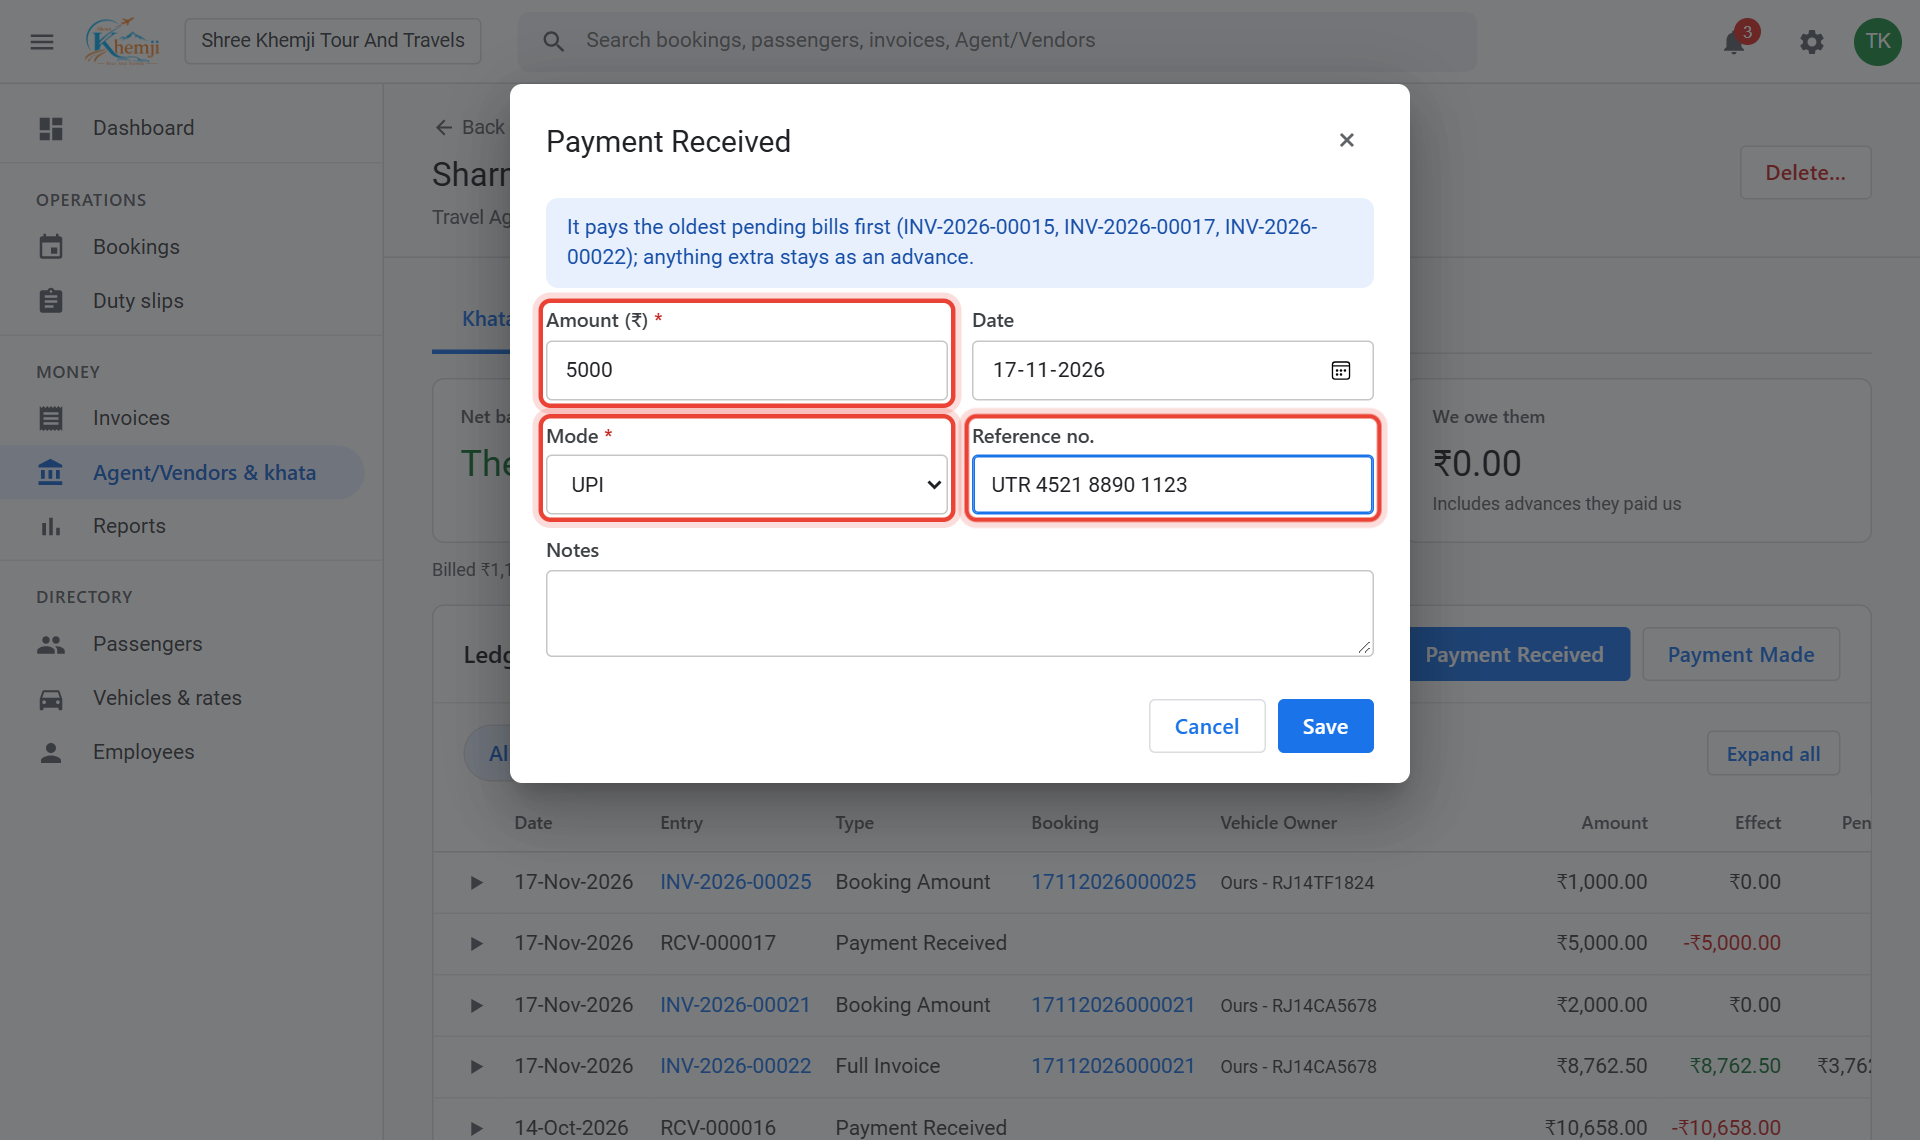 Khemji
Shree Khemji Tour And Travels
Search bookings, passengers, invoices, Agent/Vendors
3
TK
Dashboard
OPERATIONS
Bookings
Duty slips
MONEY
Invoices
Agent/Vendors & khata
Reports
DIRECTORY
Passengers
Vehicles & rates
Employees
Back
Delete...
Travel
Khata
Payment Received
It pays the oldest pending bills first (INV-2026-00015, INV-2026-00017, INV-2026-
00022); anything extra stays as an advance.
Amount (₹) *
5000
Date
17-11-2026
Mode *
UPI
Reference no.
UTR 4521 8890 1123
Notes
Cancel
Save
Net
We owe them
₹0.00
Includes advances they paid us
Billed
Payment Received
Payment Made
Expand all
Date Entry Type Booking Vehicle Owner Amount Effect
17-Nov-2026 INV-2026-00025 Booking Amount 17112026000025 Ours - RJ14TF1824 ₹1,000.00 ₹0.00
17-Nov-2026 RCV-000017 Payment Received ₹5,000.00 -₹5,000.00
17-Nov-2026 INV-2026-00021 Booking Amount 17112026000021 Ours - RJ14CA5678 ₹2,000.00 ₹0.00
17-Nov-2026 INV-2026-00022 Full Invoice 17112026000021 Ours - RJ14CA5678 ₹8,762.50 ₹8,762.50
14-Oct-2026 RCV-000016 Payment Received ₹10,658.00 -₹10,658.00